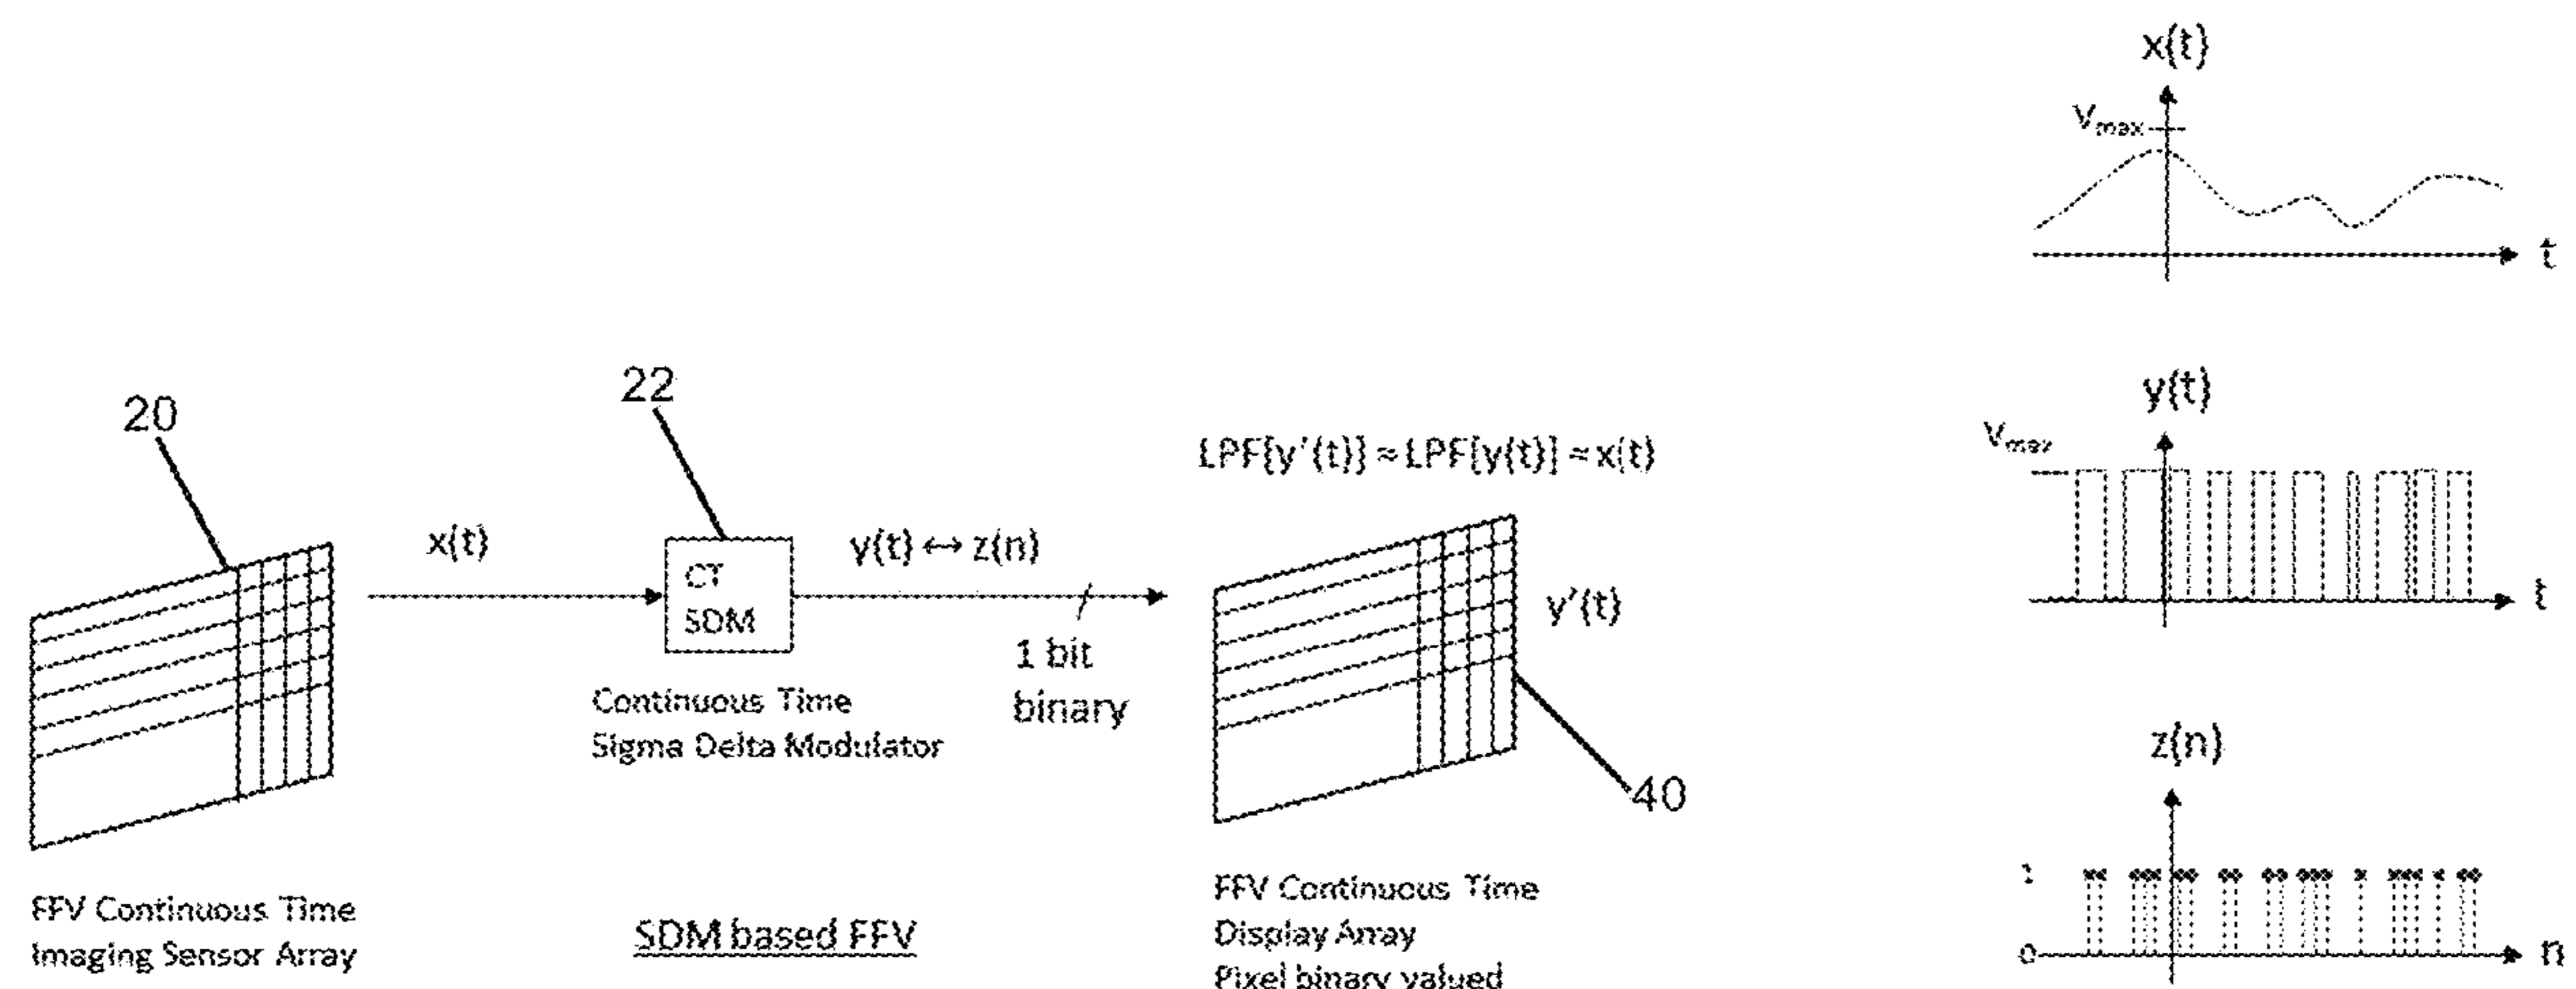 20
x(t)
22
CT
SDM
Continuous Time
Sigma Delta Modulator
y(t) ↔ z(n)
1 bit
binary
LPF[y'(t)] ≈ LPF[y(t)] ≈ x(t)
y'(t)
40
FFV Continuous Time
Imaging Sensor Array
SDM based FFV
FFV Continuous Time
Display Array
Pixel binary valued
x(t)
Vmax
t
y(t)
Vmax
t
z(n)
1
0
n